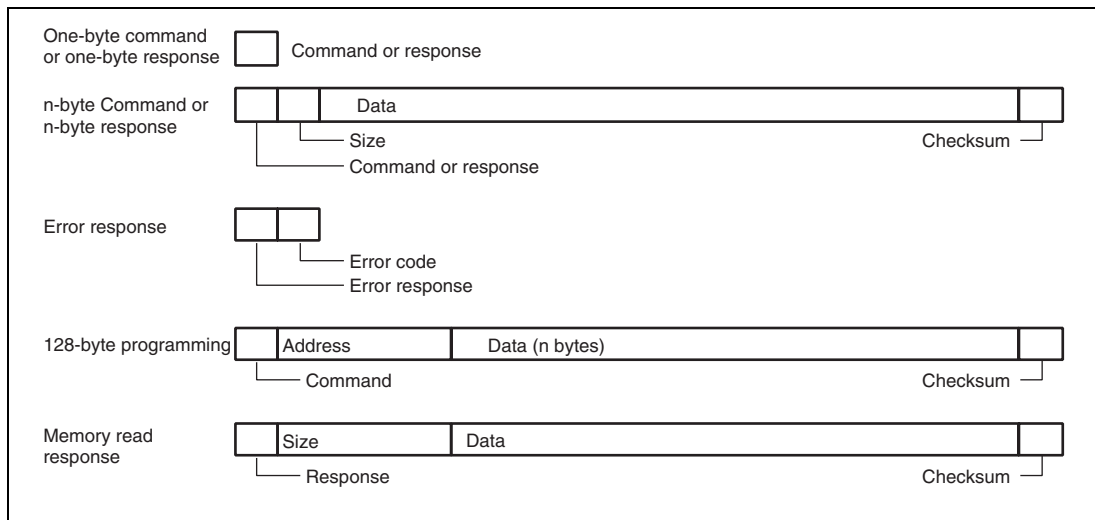 One-byte command
or one-byte response
Command or response
n-byte Command or
n-byte response
Data
Size
Checksum
Command or response
Error response
Error code
Error response
128-byte programming
Address
Data (n bytes)
Command
Checksum
Memory read
response
Size
Data
Response
Checksum